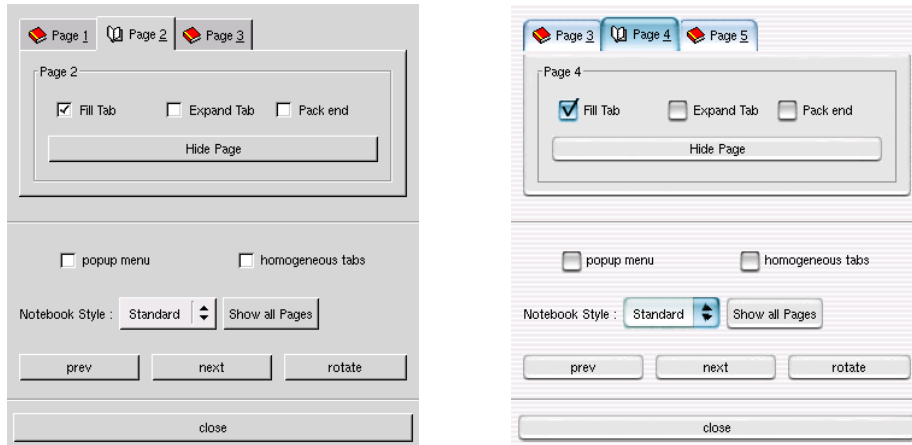 Page 1 Page 2 Page 3
Page 2
Fill Tab Expand Tab Pack end
Hide Page
popup menu homogeneous tabs
Notebook Style : Standard Show all Pages
prev next rotate
close
Page 3 Page 4 Page 5
Page 4
Fill Tab Expand Tab Pack end
Hide Page
popup menu homogeneous tabs
Notebook Style : Standard Show all Pages
prev next rotate
close